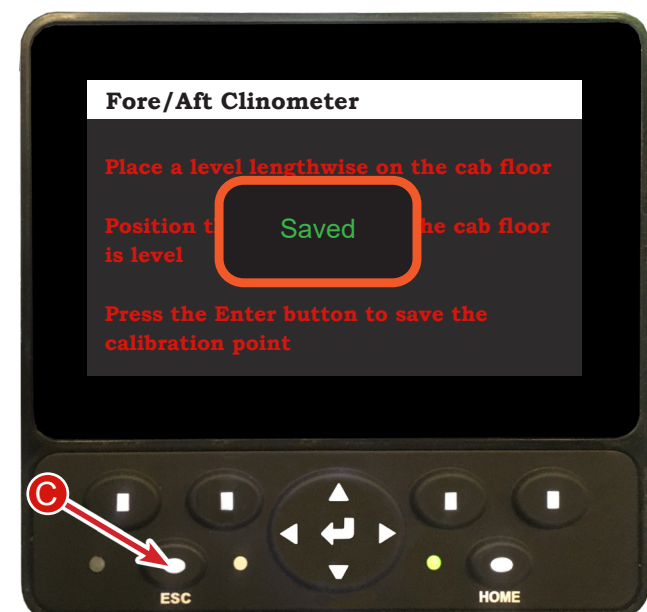 Fore/Aft Clinometer
Place a level lengthwise on the cab floor
Position t
Saved
he cab floor
is level
Press the Enter button to save the
calibration point
C
ESC
HOME